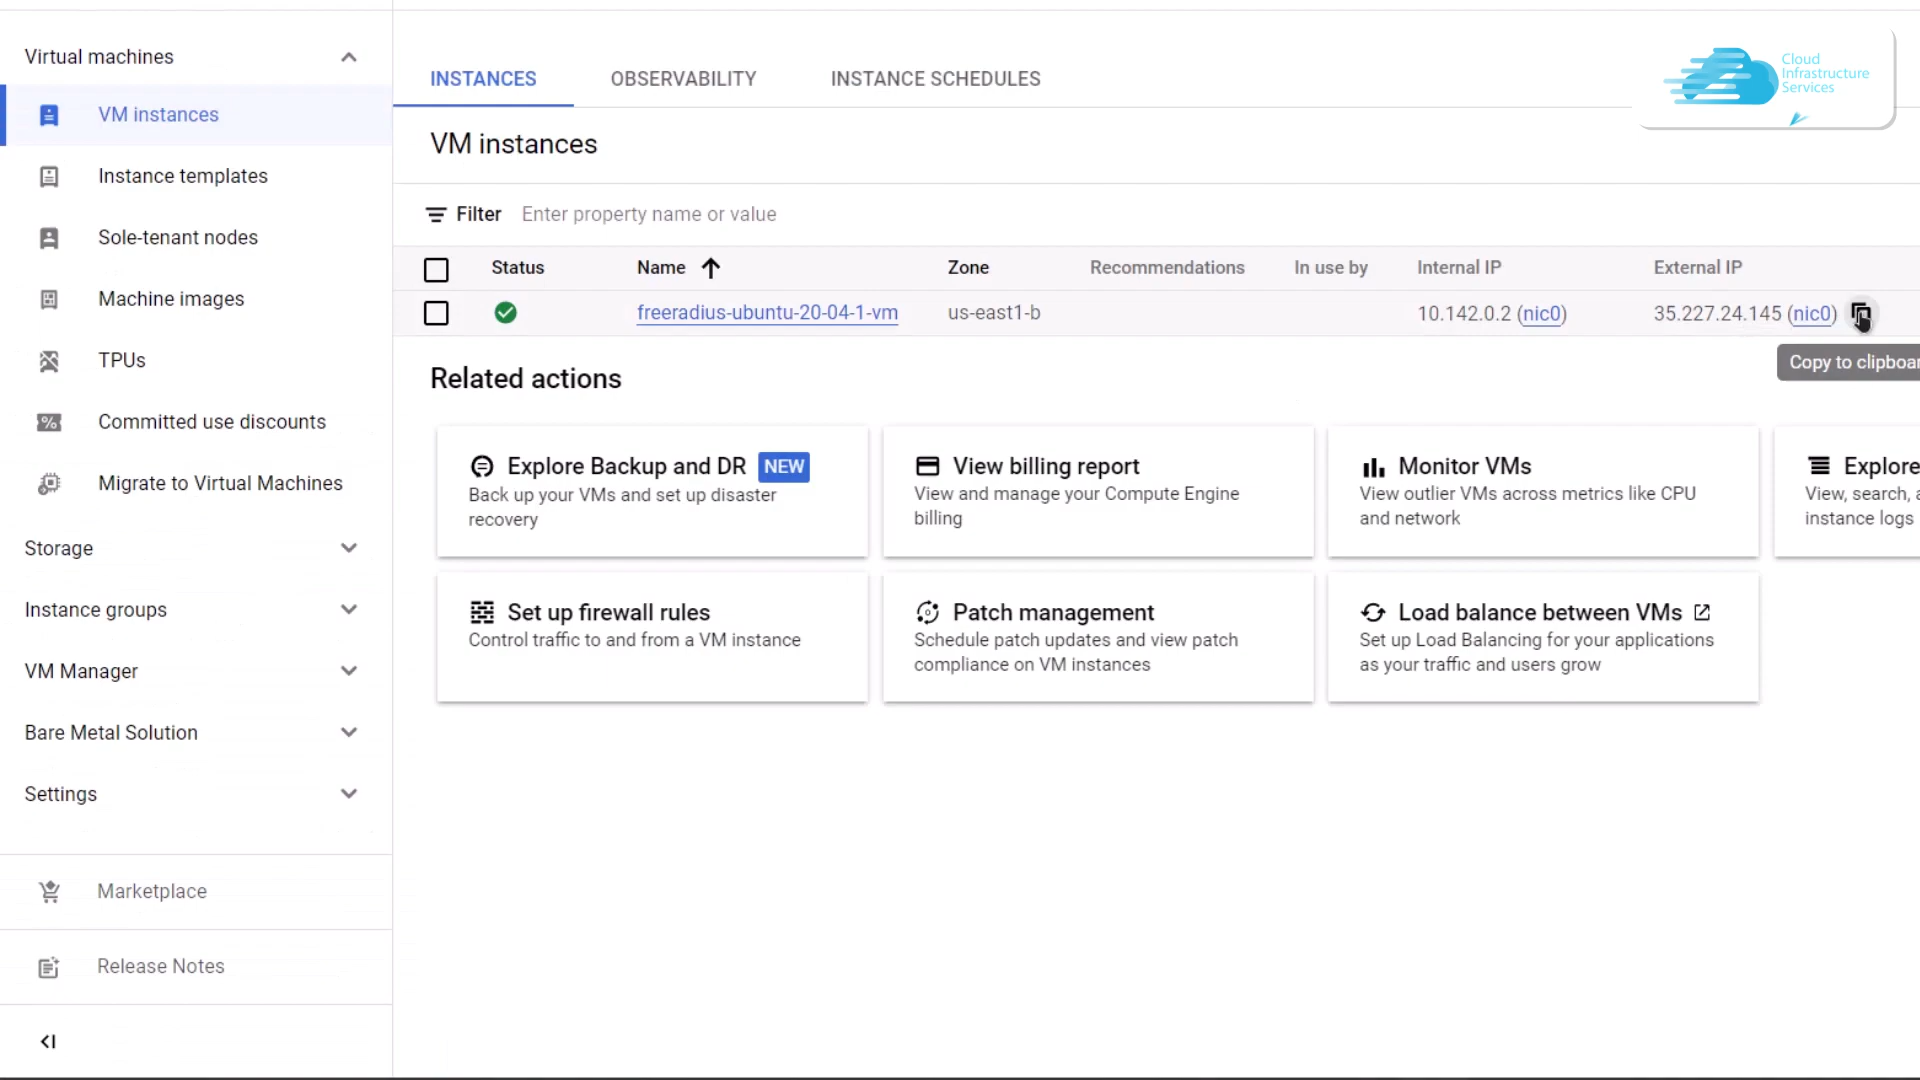 Virtual machines
VM instances
Instance templates
Sole-tenant nodes
Machine images
TPUs
Committed use discounts
Migrate to Virtual Machines
Storage
Instance groups
VM Manager
Bare Metal Solution
Settings
Marketplace
Release Notes
INSTANCES OBSERVABILITY INSTANCE SCHEDULES
Cloud
Infrastructure
Services
VM instances
Filter Enter property name or value
Status Name Zone Recommendations In use by Internal IP External IP
freeradius-ubuntu-20-04-1-vm us-east1-b 10.142.0.2 (nic0) 35.227.24.145 (nic0)
Copy to clipboar
Related actions
Explore Backup and DR NEW
Back up your VMs and set up disaster
recovery
View billing report
View and manage your Compute Engine
billing
Monitor VMs
View outlier VMs across metrics like CPU
and network
Explore
View, search, a
instance logs
Set up firewall rules
Control traffic to and from a VM instance
Patch management
Schedule patch updates and view patch
compliance on VM instances
Load balance between VMs
Set up Load Balancing for your applications
as your traffic and users grow